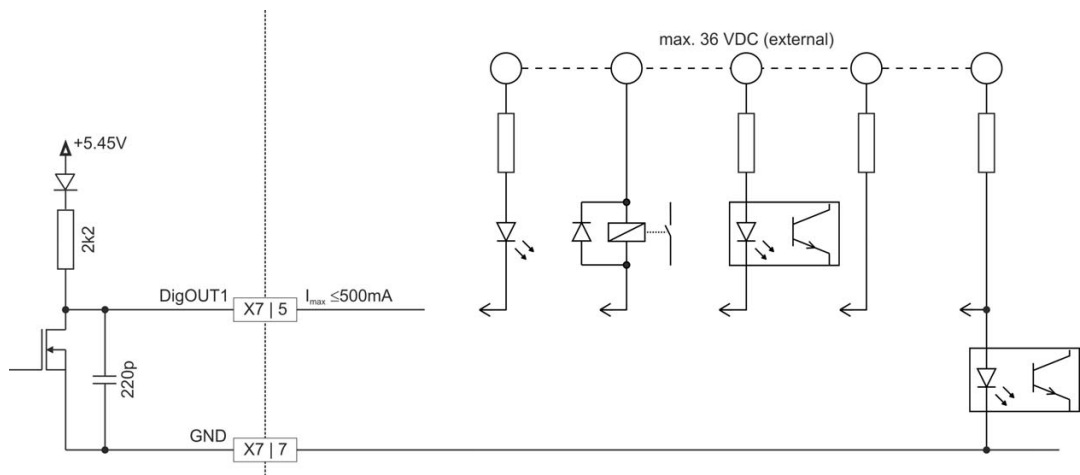 max. 36 VDC (external)
+5.45V
2k2
DigOUT1
X7 | 5
Imax ≤500mA
220p
GND
X7 | 7